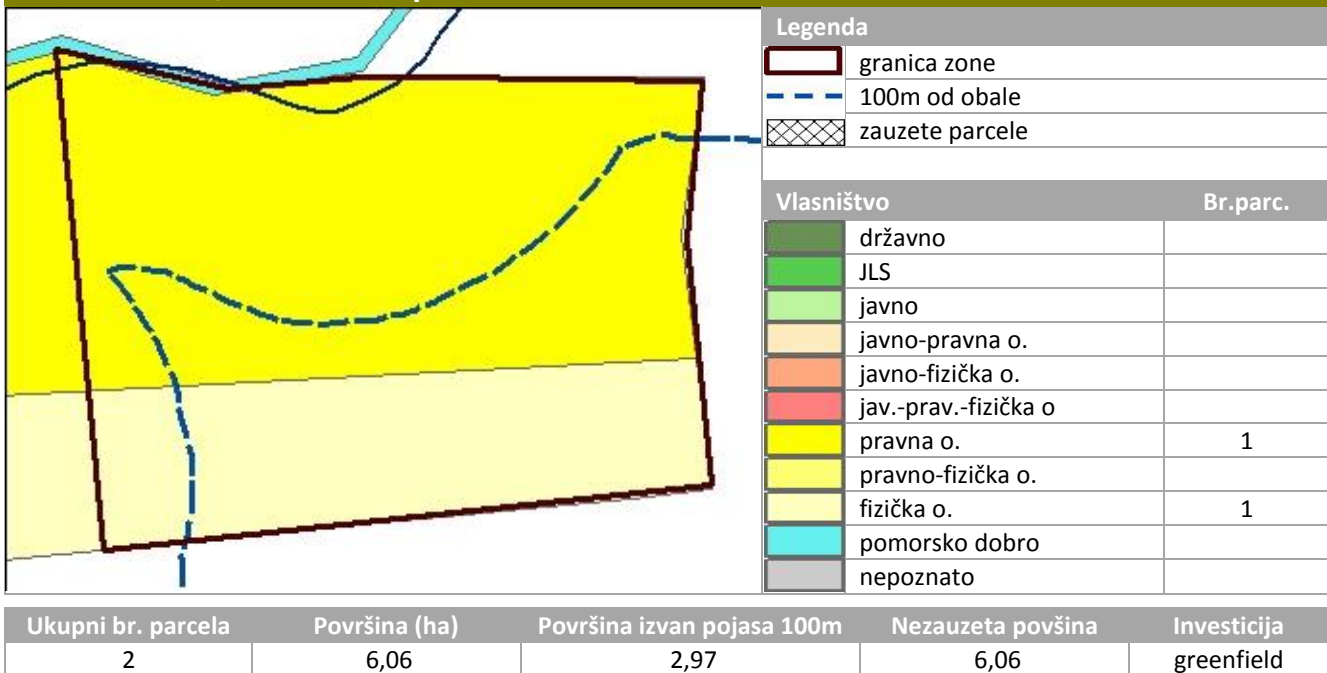 Legenda
granica zone
100m od obale
zauzete parcele
Vlasništvo Br.parc.
državno
JLS
javno
javno-pravna o.
javno-fizička o.
jav.-prav.-fizička o
pravna o. 1
pravno-fizička o.
fizička o. 1
pomorsko dobro
nepoznato
Ukupni br. parcela Površina (ha) Površina izvan pojasa 100m Nezauzeta povšina Investicija
2 6,06 2,97 6,06 greenfield